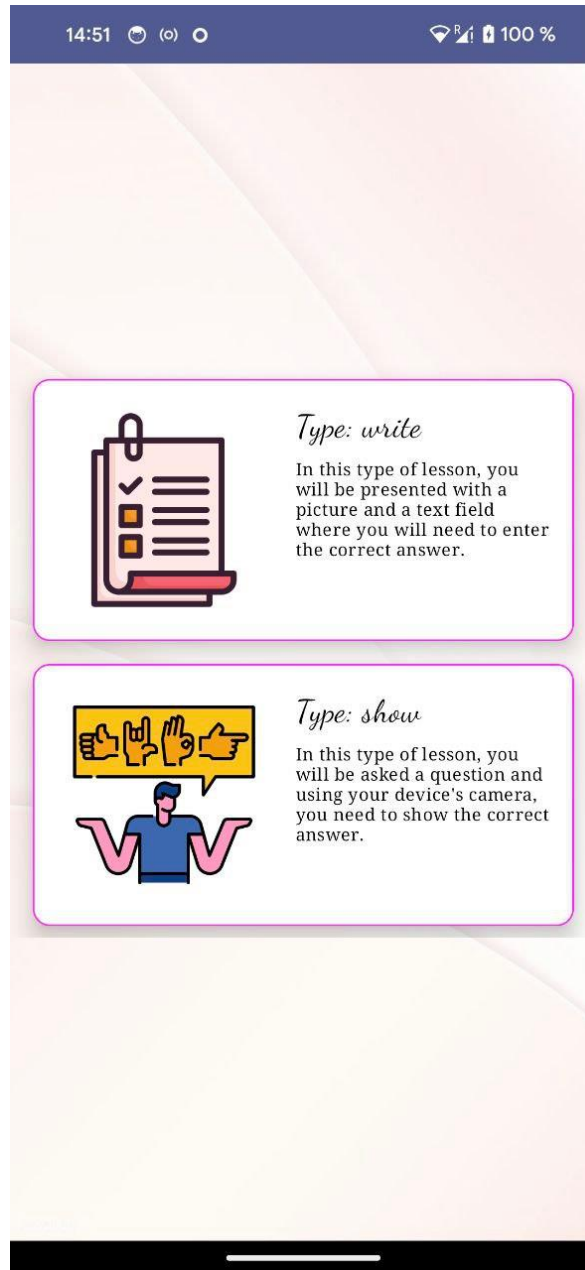 14:51
R
100 %
Type: write
In this type of lesson, you
will be presented with a
picture and a text field
where you will need to enter
the correct answer.
Type: show
In this type of lesson, you
will be asked a question and
using your device's camera,
you need to show the correct
answer.